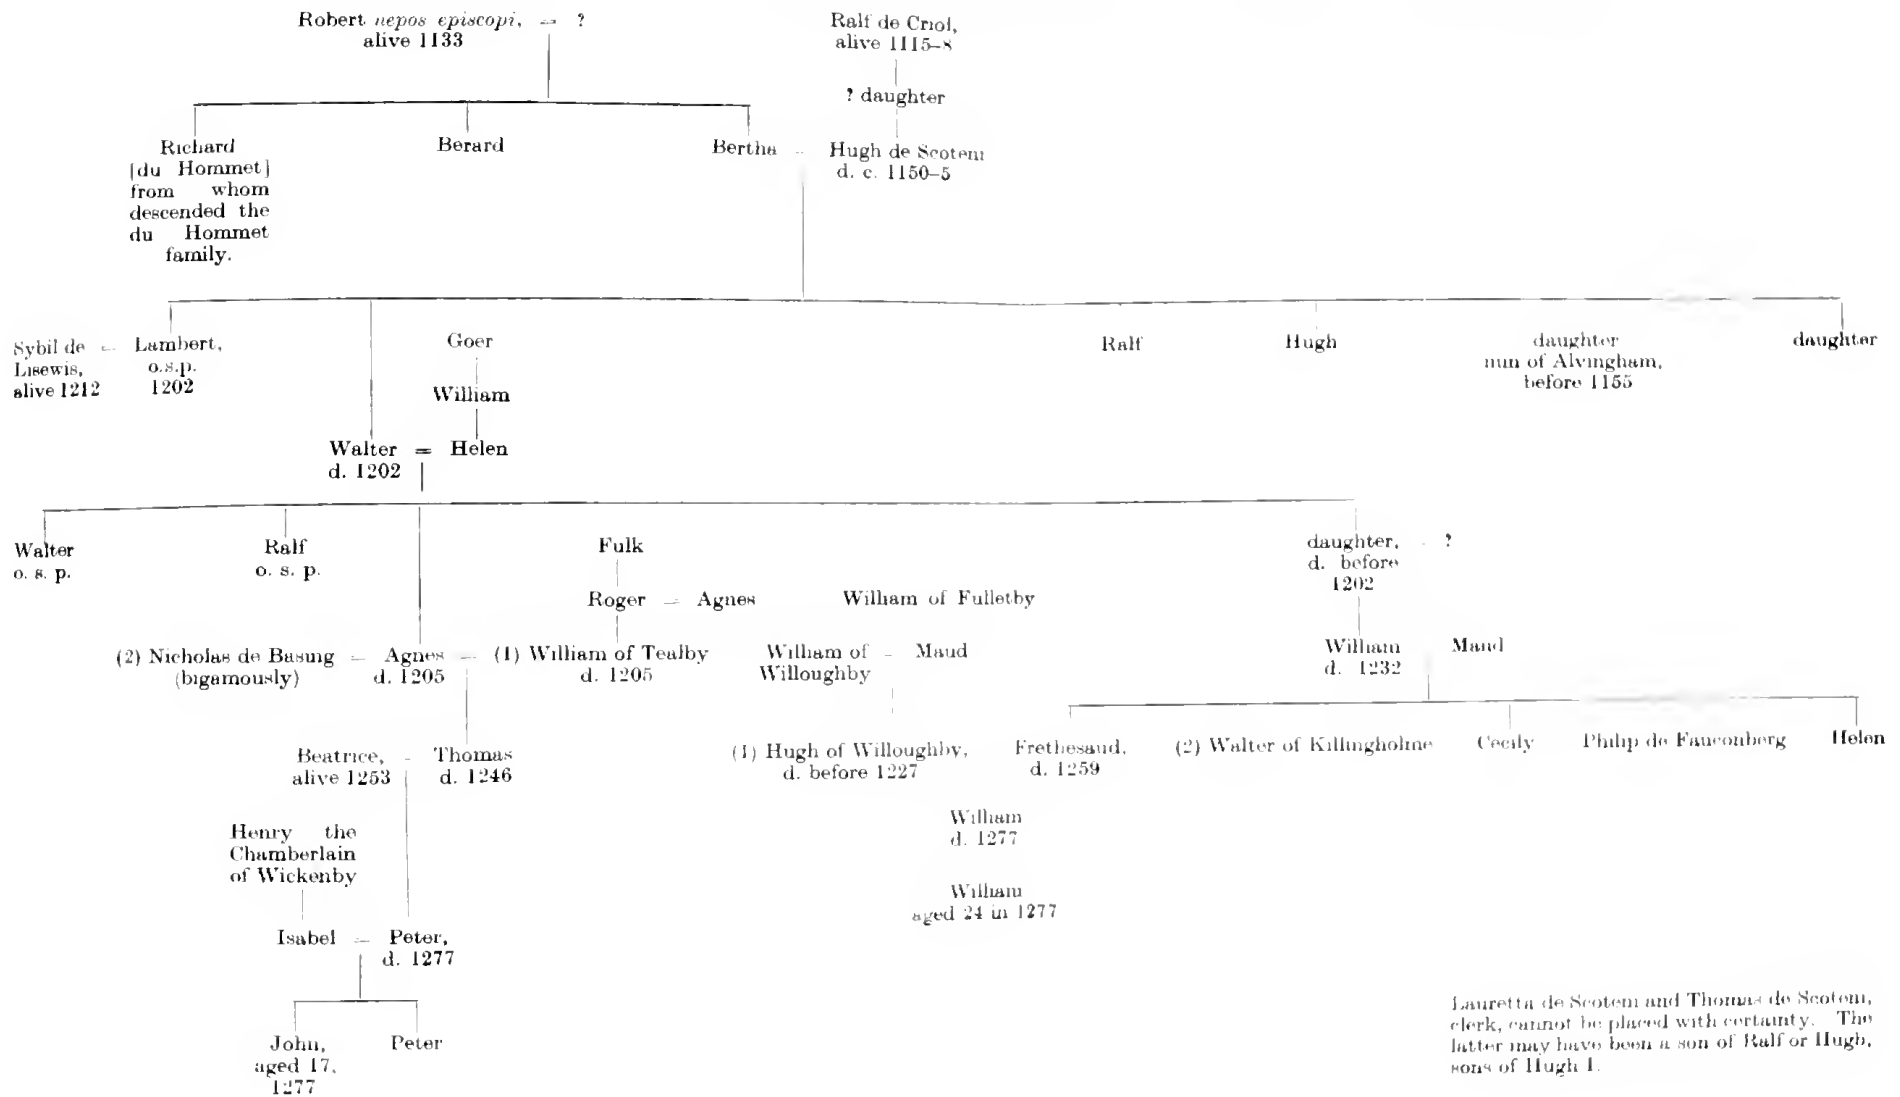 Robert nepos episcopi, = ?
alive 1133
Ralf de Criol,
alive 1115–8
? daughter
Richard
[du Hommet]
from whom
descended the
du Hommet
family.
Berard
Bertha = Hugh de Scoteni
d. c. 1150–5
Sybil de = Lambert,
Lisewis, o.s.p.
alive 1212 1202
Goer
William
Walter = Helen
d. 1202
Ralf
Hugh
daughter
nun of Alvingham,
before 1155
daughter
Walter
o. s. p.
Ralf
o. s. p.
Fulk
Roger = Agnes
William of Fulletby
daughter, = ?
d. before
1202
(2) Nicholas de Basing = Agnes = (1) William of Tealby
(bigamously) d. 1205 d. 1205
William of = Maud
Willoughby
William Maud
d. 1232
Beatrice, = Thomas
alive 1253 d. 1246
(1) Hugh of Willoughby,
d. before 1227
Frethesaud,
d. 1259
(2) Walter of Killingholme
Cecily
Philip de Fauconberg
Helen
Henry the
Chamberlain
of Wickenby
William
d. 1277
William
aged 24 in 1277
Isabel = Peter,
d. 1277
John,
aged 17,
1277
Peter
Lauretta de Scoteni and Thomas de Scoteni,
clerk, cannot be placed with certainty. The
latter may have been a son of Ralf or Hugh,
sons of Hugh I.